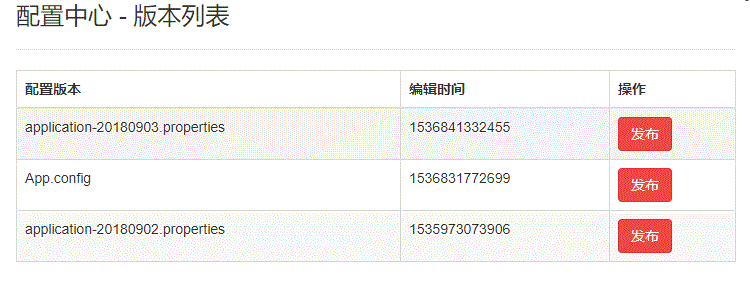 配置中心 - 版本列表
配置版本 编辑时间 操作
application-20180903.properties 1536841332455 发布
App.config 1536831772699 发布
application-20180902.properties 1535973073906 发布